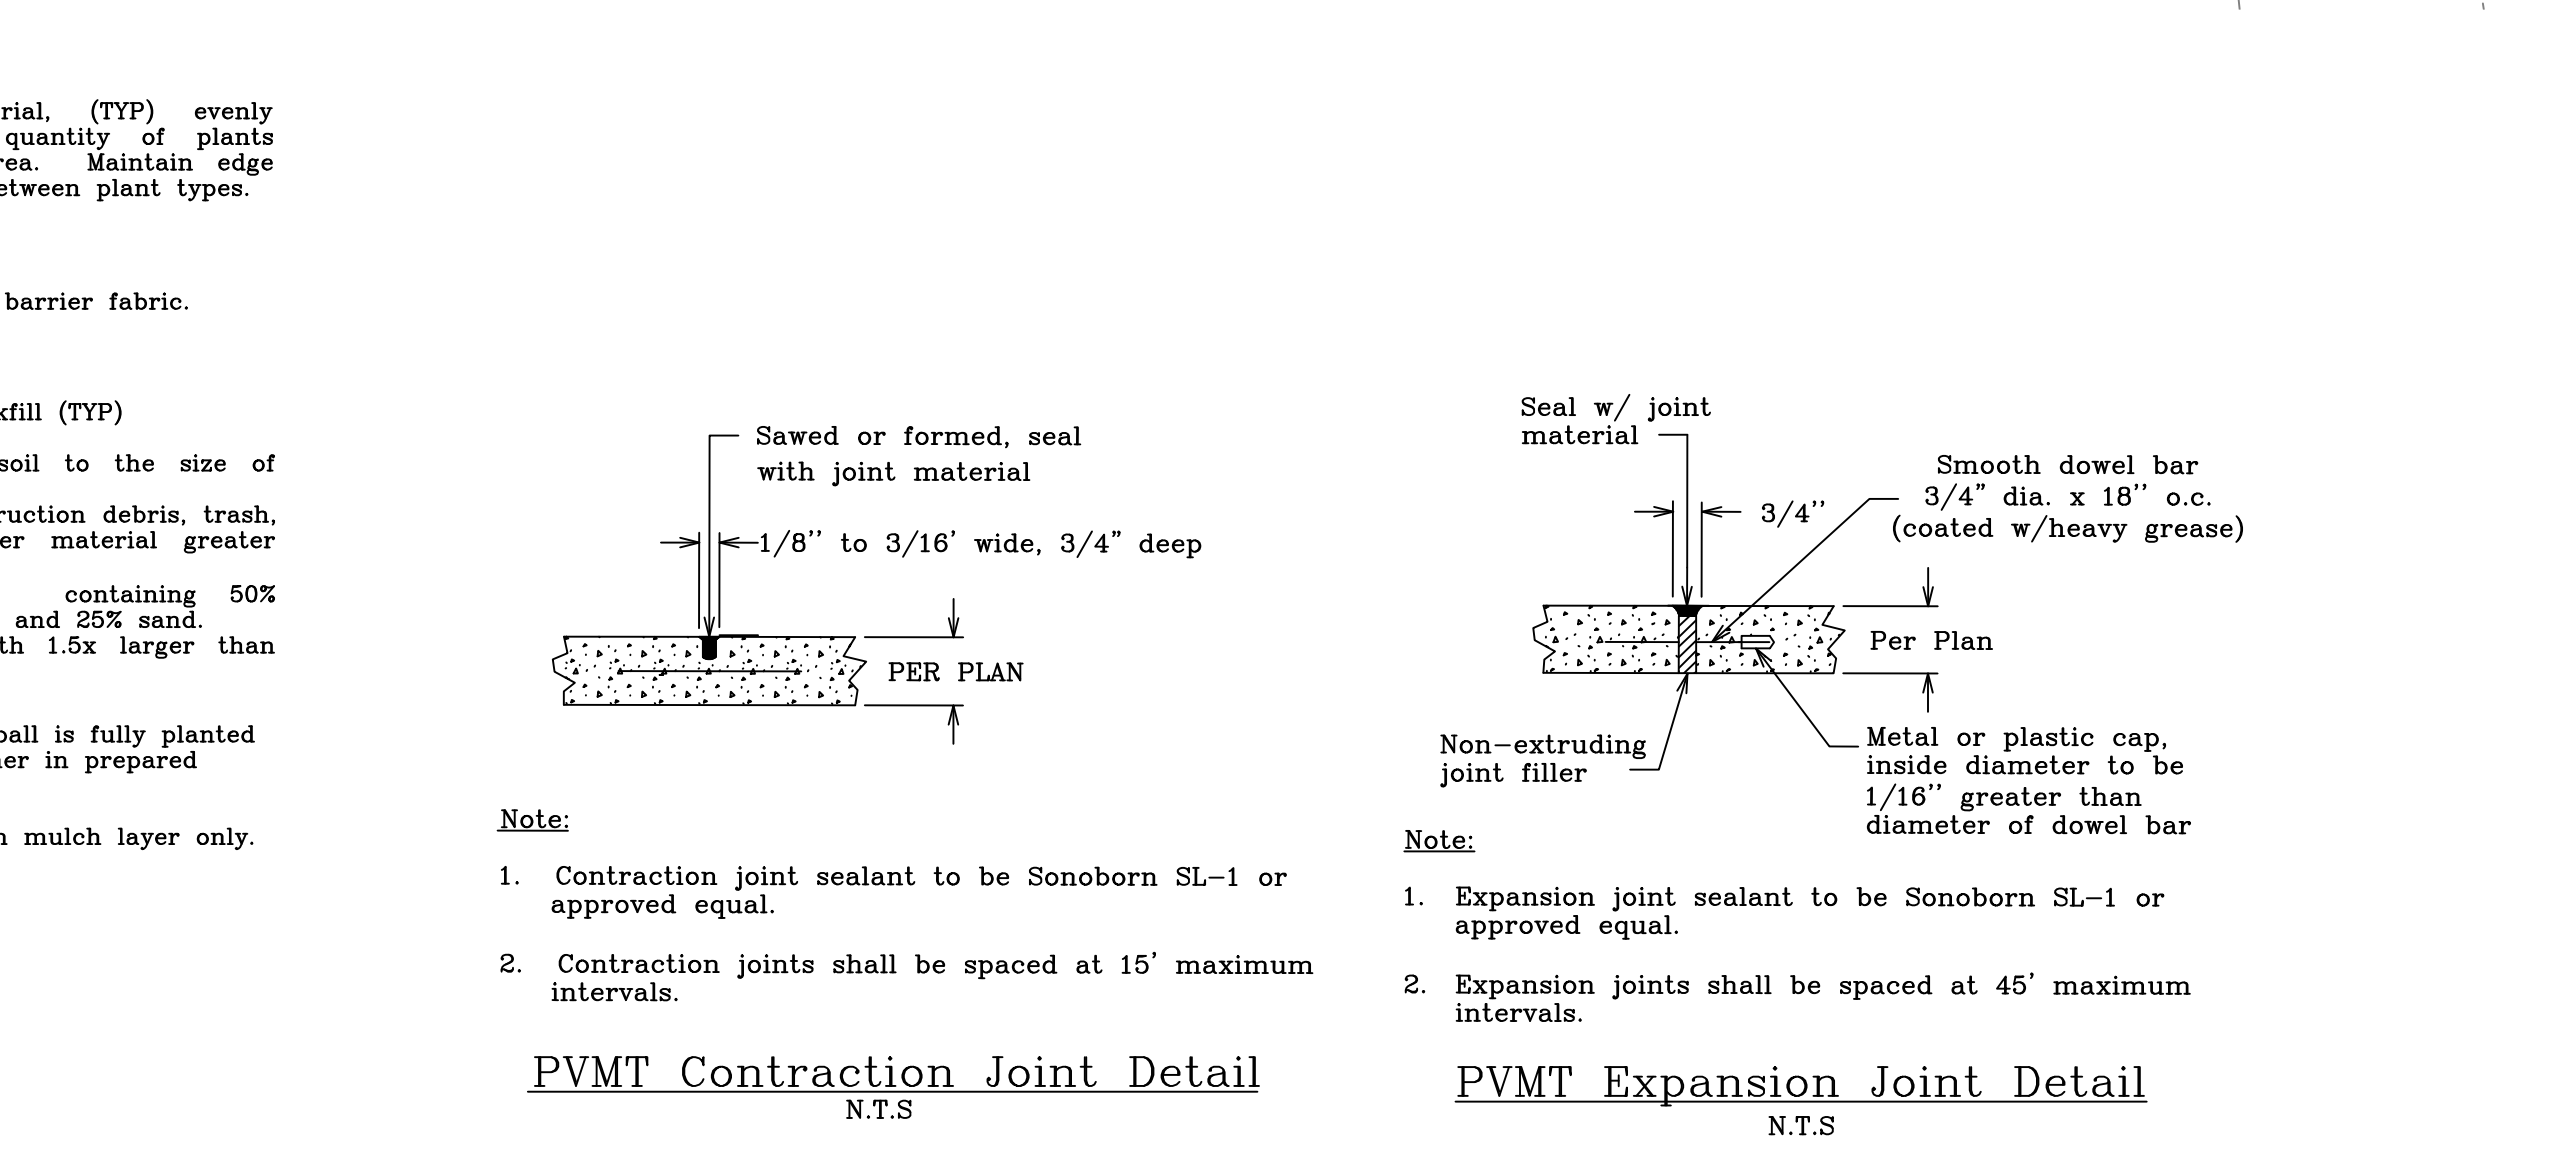 rial, (TYP) evenly
quantity of plants
rea. Maintain edge
etween plant types.
barrier fabric.
kfill (TYP)
soil to the size of
ruction debris, trash,
er material greater
containing 50%
and 25% sand.
th 1.5x larger than
ball is fully planted
ner in prepared
n mulch layer only.
Sawed or formed, seal
with joint material
1/8'' to 3/16' wide, 3/4" deep
PER PLAN
Note:
1. Contraction joint sealant to be Sonoborn SL-1 or
approved equal.
2. Contraction joints shall be spaced at 15' maximum
intervals.
PVMT Contraction Joint Detail
N.T.S
Seal w/ joint
material
3/4''
Smooth dowel bar
3/4" dia. x 18'' o.c.
(coated w/heavy grease)
Per Plan
Non-extruding
joint filler
Metal or plastic cap,
inside diameter to be
1/16'' greater than
diameter of dowel bar
Note:
1. Expansion joint sealant to be Sonoborn SL-1 or
approved equal.
2. Expansion joints shall be spaced at 45' maximum
intervals.
PVMT Expansion Joint Detail
N.T.S